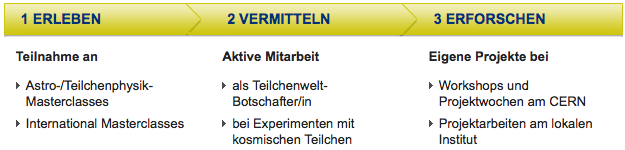 1 ERLEBEN
2 VERMITTELN
3 ERFORSCHEN
Teilnahme an
Astro-/Teilchenphysik-
Masterclasses
International Masterclasses
Aktive Mitarbeit
als Teilchenwelt-
Botschafter/in
bei Experimenten mit
kosmischen Teilchen
Eigene Projekte bei
Workshops und
Projektwochen am CERN
Projektarbeiten am lokalen
Institut